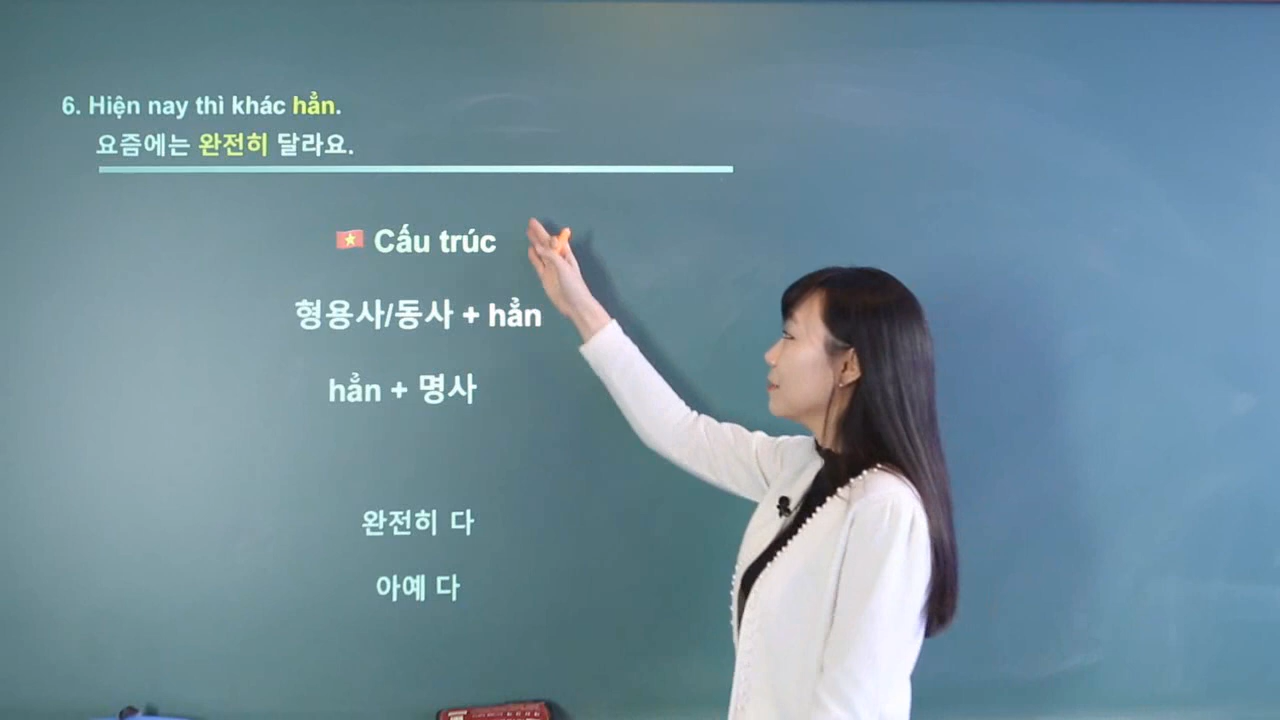 6. Hiện nay thì khác hẳn.
요즘에는 완전히 달라요.
Cấu trúc
형용사/동사 + hẳn
hẳn + 명사
완전히 다
아예 다